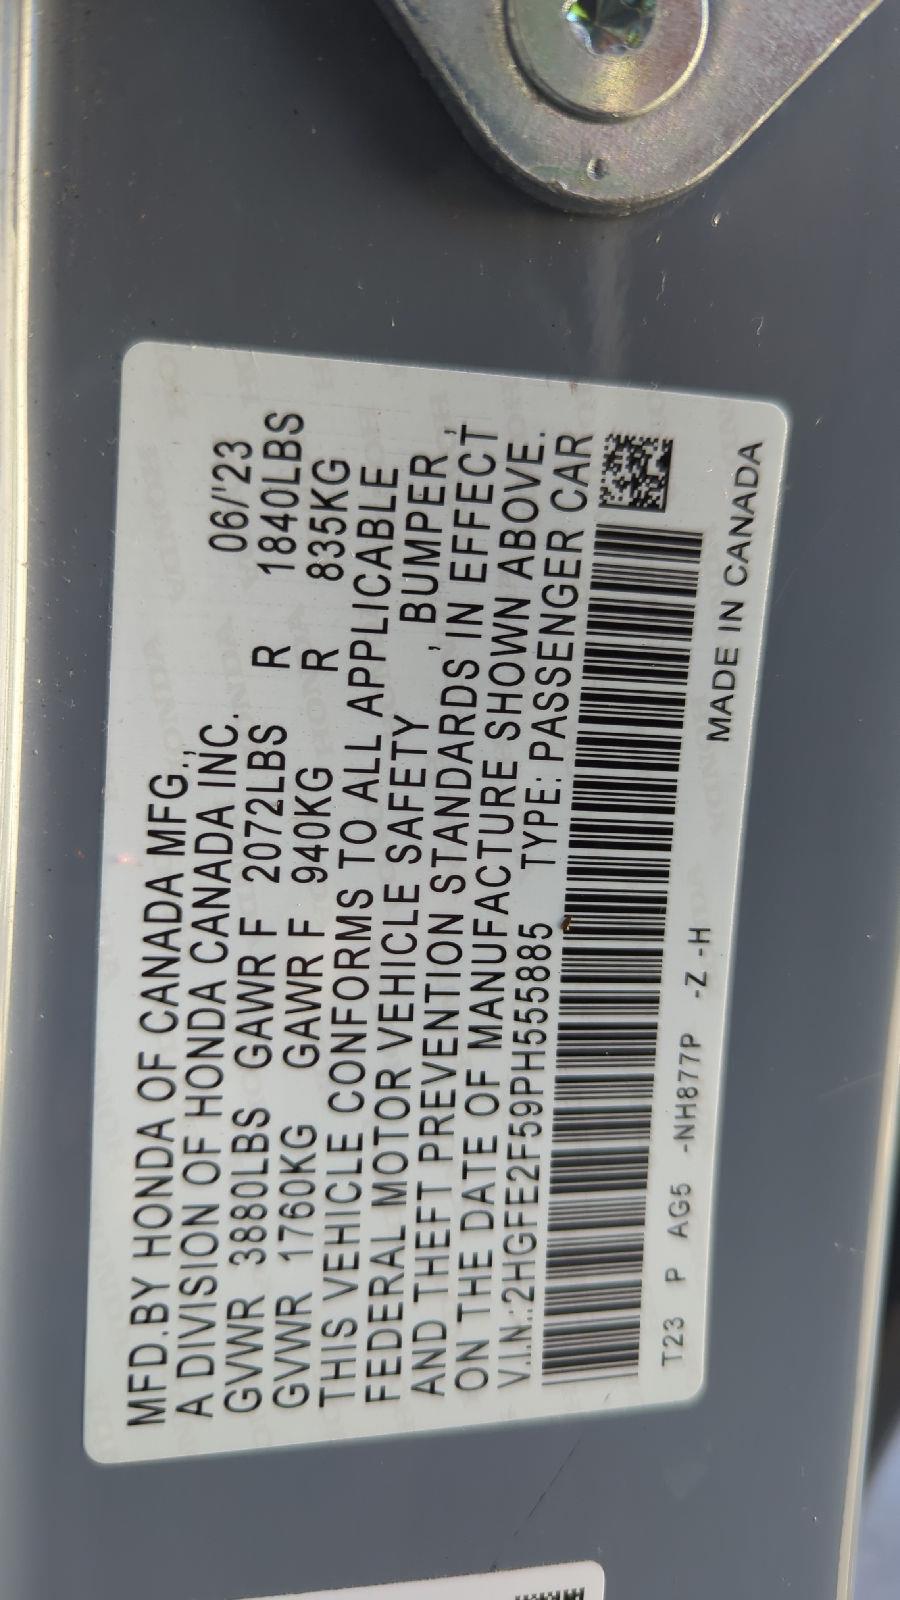 MFD.BY HONDA OF CANADA MFG.,
A DIVISION OF HONDA CANADA INC. 06/'23
GVWR 3880LBS GAWR F 2072LBS R 1840LBS
GVWR 1760KG GAWR F 940KG R 835KG
THIS VEHICLE CONFORMS TO ALL APPLICABLE
FEDERAL MOTOR VEHICLE SAFETY, BUMPER,
AND THEFT PREVENTION STANDARDS IN EFFECT
ON THE DATE OF MANUFACTURE SHOWN ABOVE.
V.I.N.:2HGFE2F59PH555885 TYPE: PASSENGER CAR
T23 P AG5 -NH877P -Z -H MADE IN CANADA